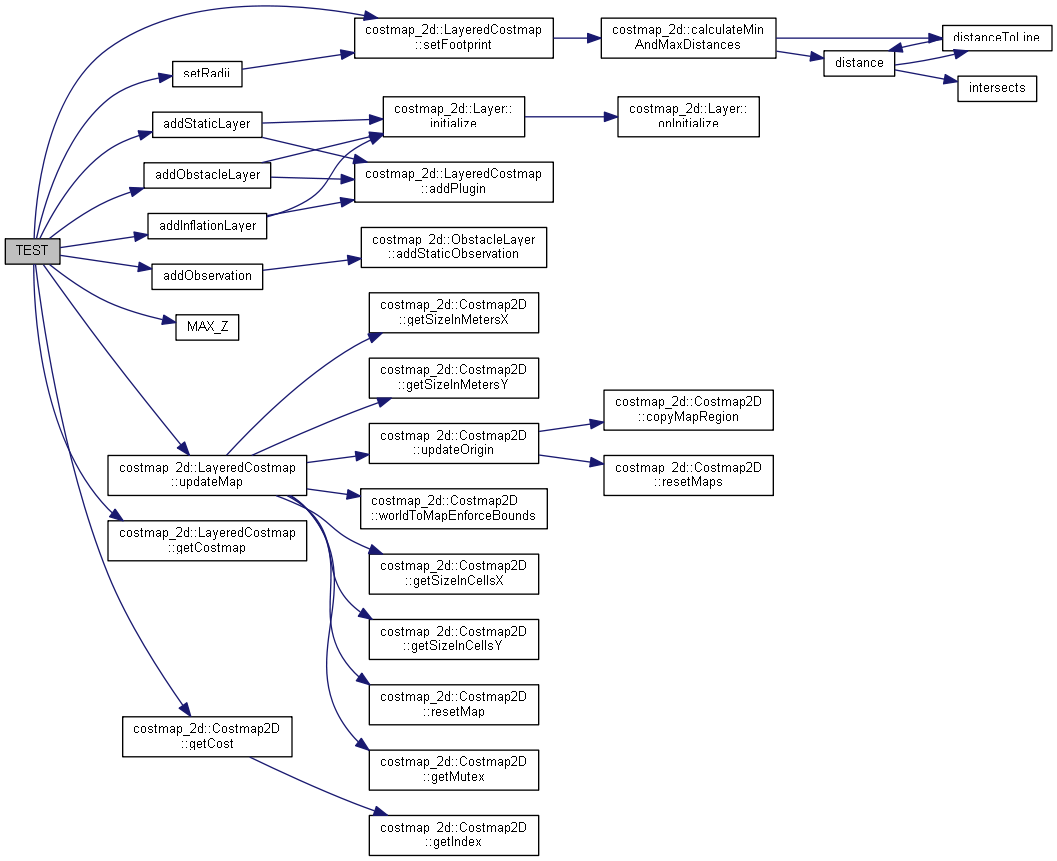 TEST
costmap_2d::LayeredCostmap
::setFootprint
setRadii
addStaticLayer
addObstacleLayer
addInflationLayer
addObservation
MAX_Z
costmap_2d::LayeredCostmap
::updateMap
costmap_2d::LayeredCostmap
::getCostmap
costmap_2d::Costmap2D
::getCost
costmap_2d::Layer::
initialize
costmap_2d::LayeredCostmap
::addPlugin
costmap_2d::ObstacleLayer
::addStaticObservation
costmap_2d::Costmap2D
::getSizeInMetersX
costmap_2d::Costmap2D
::getSizeInMetersY
costmap_2d::Costmap2D
::updateOrigin
costmap_2d::Costmap2D
::worldToMapEnforceBounds
costmap_2d::Costmap2D
::getSizeInCellsX
costmap_2d::Costmap2D
::getSizeInCellsY
costmap_2d::Costmap2D
::resetMap
costmap_2d::Costmap2D
::getMutex
costmap_2d::Costmap2D
::getIndex
costmap_2d::calculateMin
AndMaxDistances
costmap_2d::Layer::
onInitialize
costmap_2d::Costmap2D
::copyMapRegion
costmap_2d::Costmap2D
::resetMaps
distance
distanceToLine
intersects